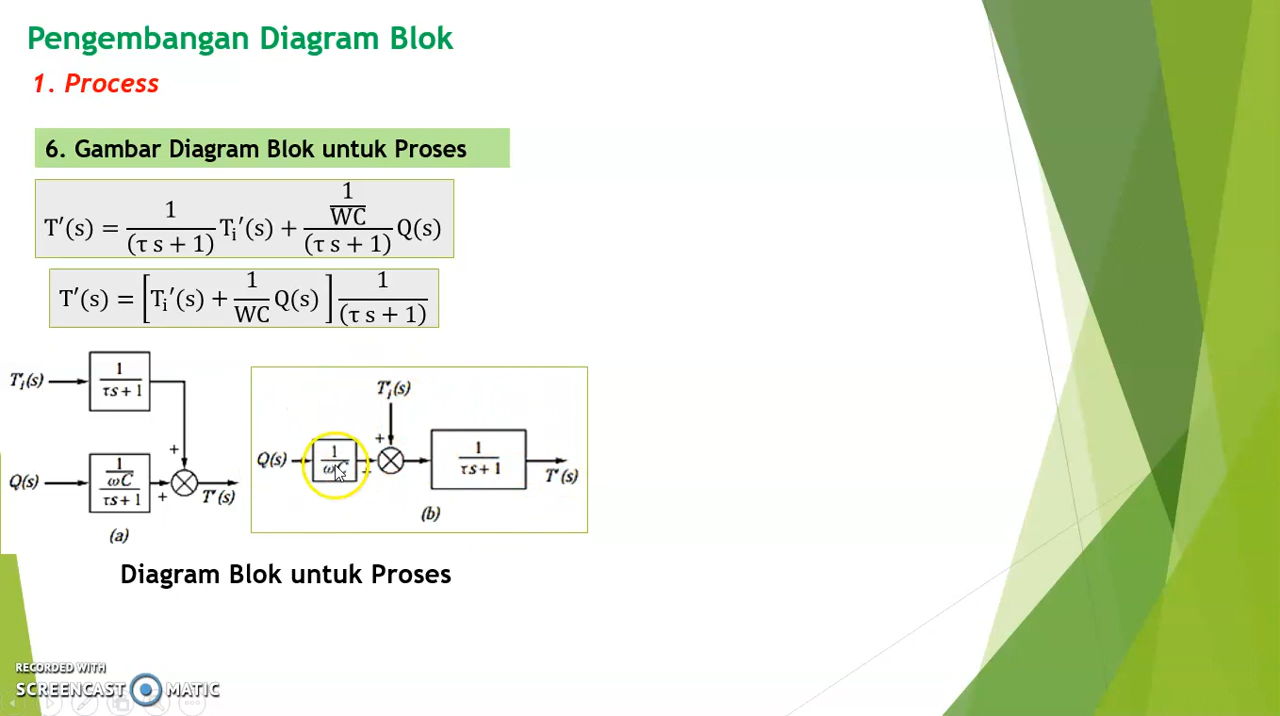 Pengembangan Diagram Blok
1. Process
6. Gambar Diagram Blok untuk Proses
T′(s) = 1/(τ s + 1) Tᵢ′(s) + (1/WC)/(τ s + 1) Q(s)
T′(s) = [Tᵢ′(s) + 1/WC Q(s)] 1/(τ s + 1)
T′ᵢ(s) 1/(τs + 1) +
Q(s) (1/ωC)/(τs + 1) + T′(s)
(a)
T′ᵢ(s)
Q(s) 1/ωC + + 1/(τs + 1) T′(s)
(b)
Diagram Blok untuk Proses
RECORDED WITH
SCREENCAST MATIC